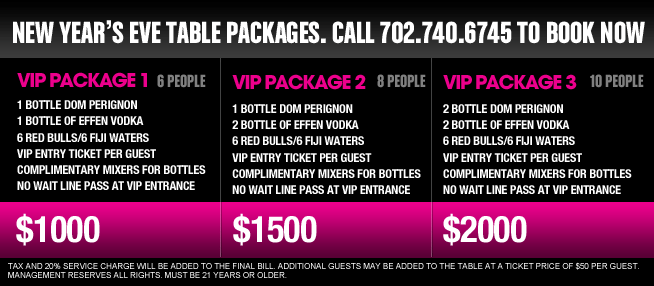 NEW YEAR'S EVE TABLE PACKAGES. CALL 702.740.6745 TO BOOK NOW
VIP PACKAGE 1 6 PEOPLE
1 BOTTLE DOM PERIGNON
1 BOTTLE OF EFFEN VODKA
6 RED BULLS/6 FIJI WATERS
VIP ENTRY TICKET PER GUEST
COMPLIMENTARY MIXERS FOR BOTTLES
NO WAIT LINE PASS AT VIP ENTRANCE
$1000
VIP PACKAGE 2 8 PEOPLE
1 BOTTLE DOM PERIGNON
2 BOTTLE OF EFFEN VODKA
6 RED BULLS/6 FIJI WATERS
VIP ENTRY TICKET PER GUEST
COMPLIMENTARY MIXERS FOR BOTTLES
NO WAIT LINE PASS AT VIP ENTRANCE
$1500
VIP PACKAGE 3 10 PEOPLE
2 BOTTLE DOM PERIGNON
2 BOTTLE OF EFFEN VODKA
6 RED BULLS/6 FIJI WATERS
VIP ENTRY TICKET PER GUEST
COMPLIMENTARY MIXERS FOR BOTTLES
NO WAIT LINE PASS AT VIP ENTRANCE
$2000
TAX AND 20% SERVICE CHARGE WILL BE ADDED TO THE FINAL BILL. ADDITIONAL GUESTS MAY BE ADDED TO THE TABLE AT A TICKET PRICE OF $50 PER GUEST.
MANAGEMENT RESERVES ALL RIGHTS. MUST BE 21 YEARS OR OLDER.